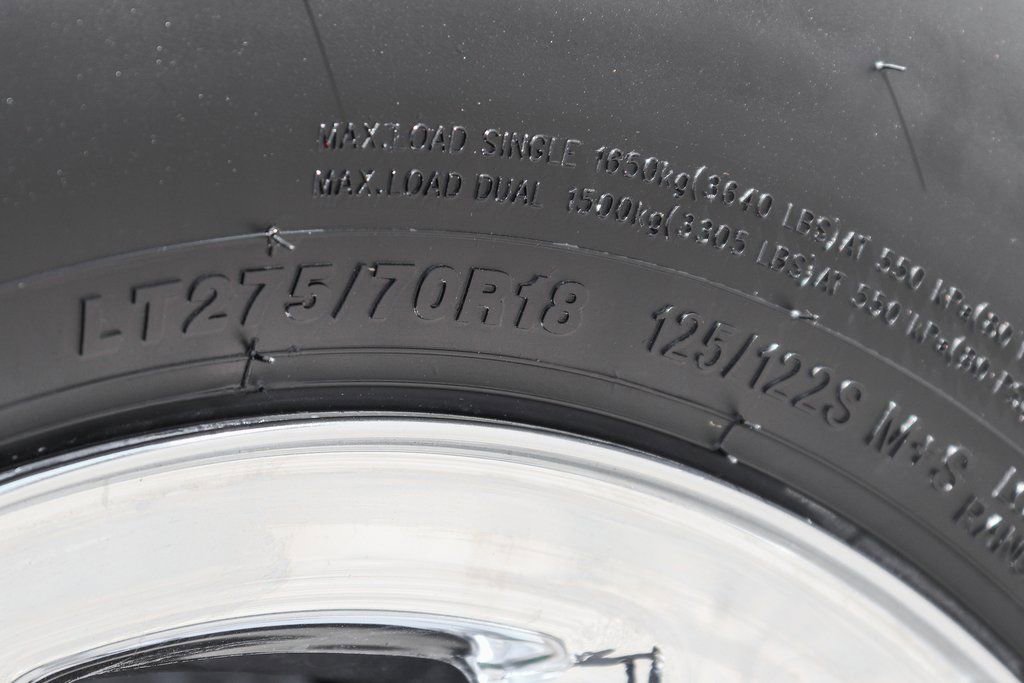 MAX.LOAD SINGLE 1650kg(3640 LBS)AT 550 kPa(80
MAX.LOAD DUAL 1500kg(3305 LBS)AT 550 kPa(80 PSI
LT275/70R18 125/122S M+S